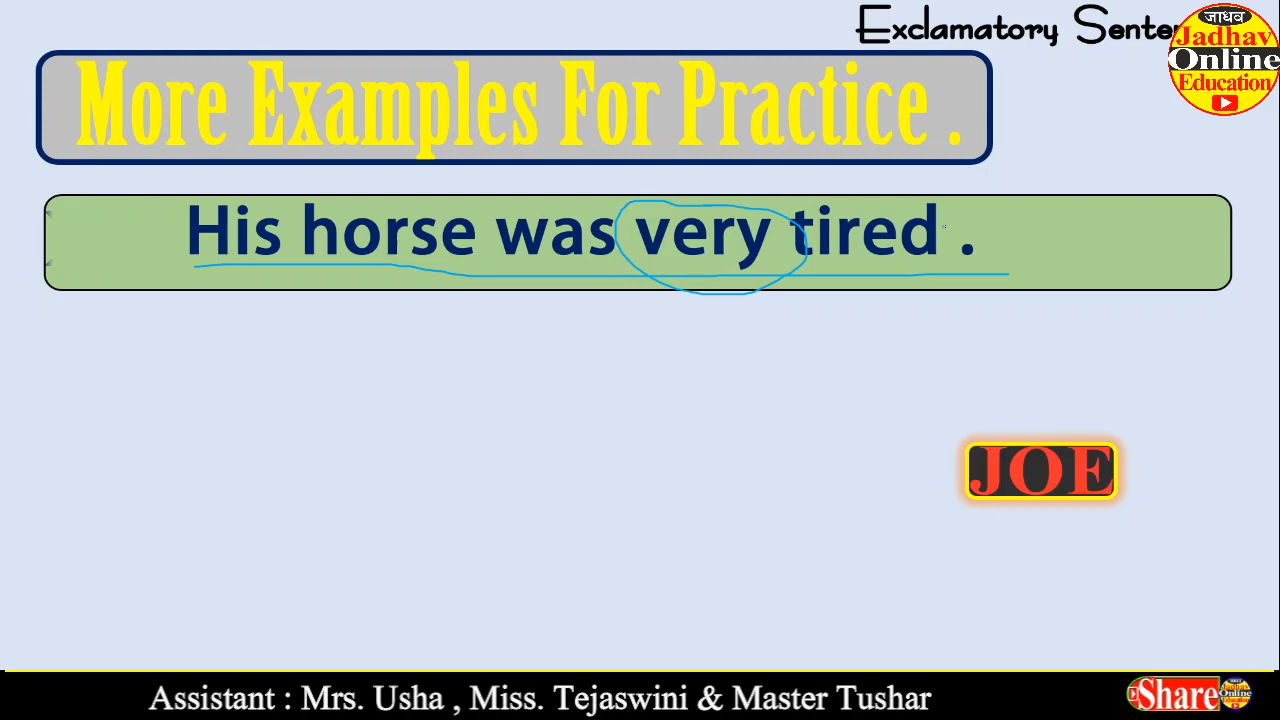 Exclamatory
जाधव
Jadhav
Online
Education
More Examples For Practice .
His horse was very tired .
JOE
Assistant : Mrs. Usha , Miss. Tejaswini & Master Tushar
Share